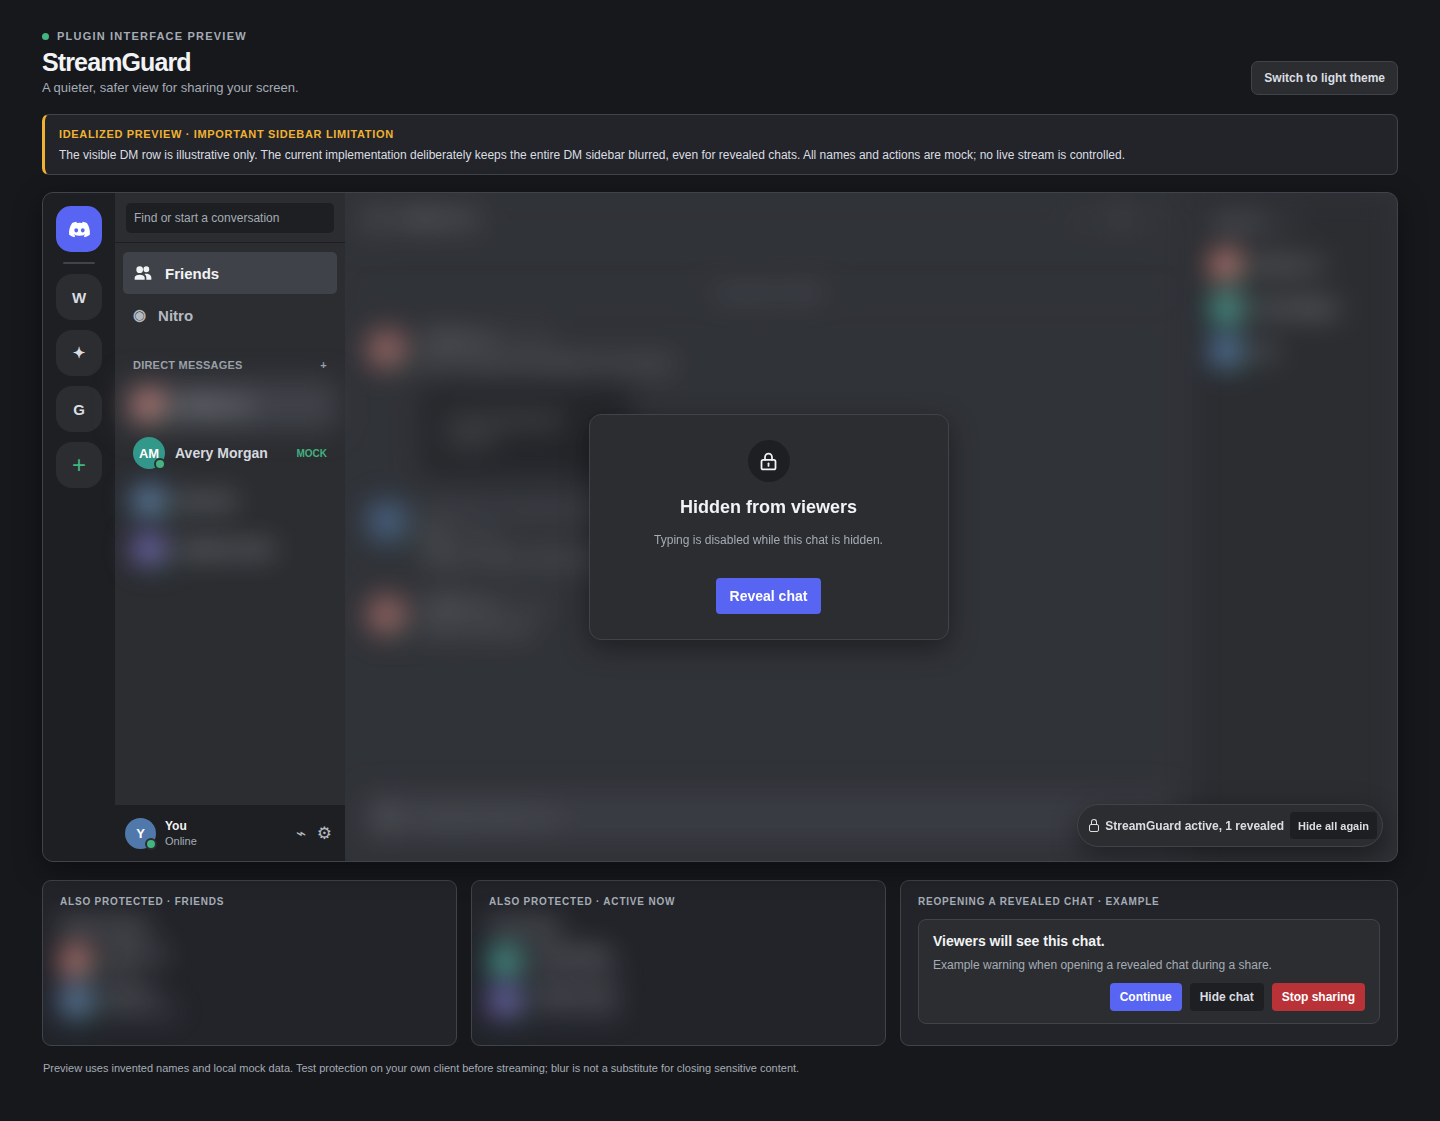 PLUGIN INTERFACE PREVIEW
StreamGuard
A quieter, safer view for sharing your screen.
Switch to light theme
IDEALIZED PREVIEW · IMPORTANT SIDEBAR LIMITATION
The visible DM row is illustrative only. The current implementation deliberately keeps the entire DM sidebar blurred, even for revealed chats. All names and actions are mock; no live stream is controlled.
W
G
Find or start a conversation
Friends
Nitro
DIRECT MESSAGES +
AM Avery Morgan MOCK
Y You
Online
Hidden from viewers
Typing is disabled while this chat is hidden.
Reveal chat
StreamGuard active, 1 revealed Hide all again
ALSO PROTECTED · FRIENDS
ALSO PROTECTED · ACTIVE NOW
REOPENING A REVEALED CHAT · EXAMPLE
Viewers will see this chat.
Example warning when opening a revealed chat during a share.
Continue Hide chat Stop sharing
Preview uses invented names and local mock data. Test protection on your own client before streaming; blur is not a substitute for closing sensitive content.